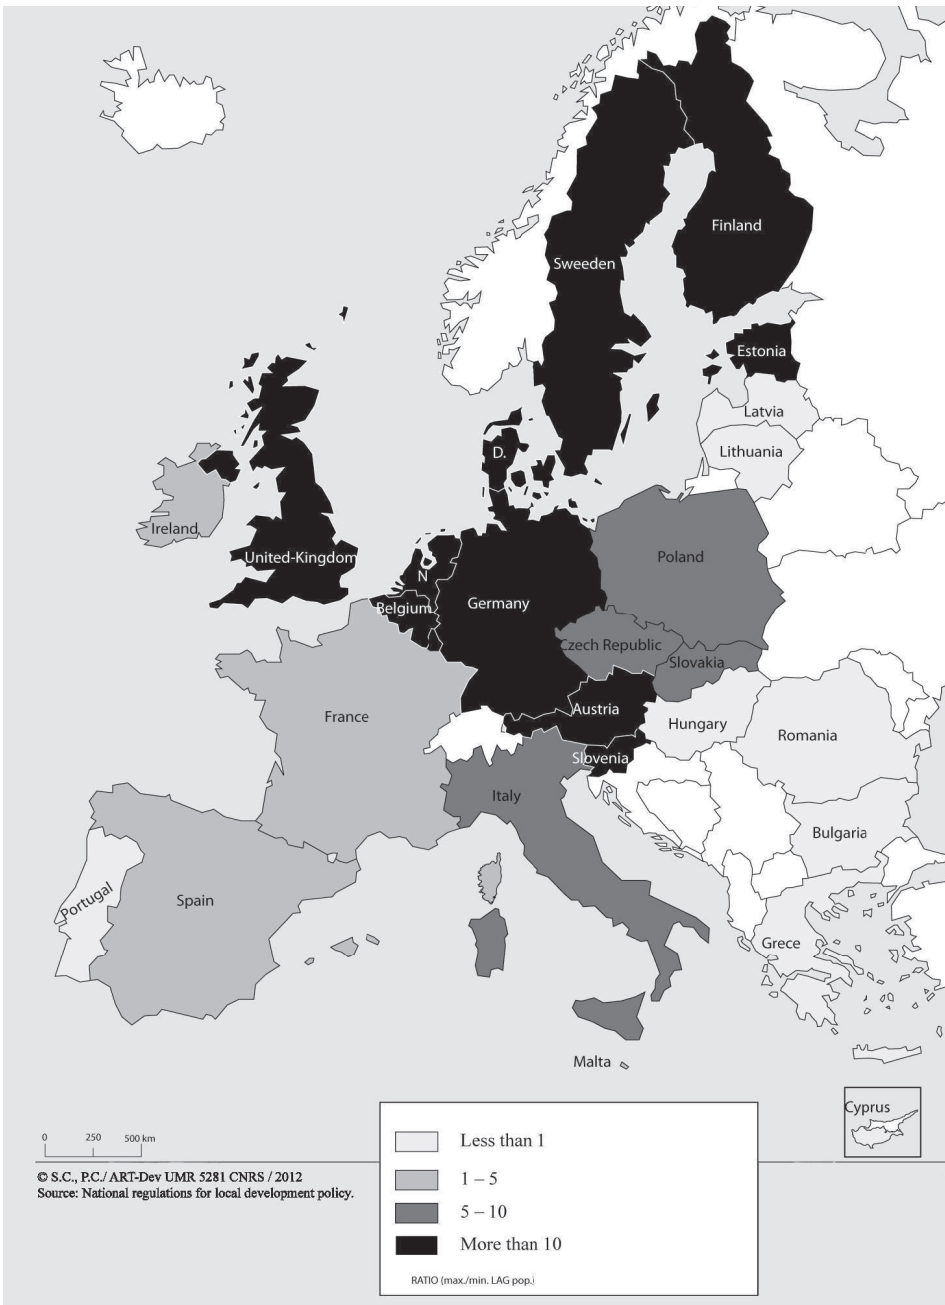 Finland
Sweeden
Estonia
Latvia
D.
Lithuania
Ireland
United-Kingdom
N
Poland
Belgium
Germany
Czech Republic
Slovakia
France
Austria
Hungary
Romania
Slovenia
Italy
Bulgaria
Portugal
Spain
Grece
Malta
Cyprus
0 250 500 km
© S.C., P.C./ ART-Dev UMR 5281 CNRS / 2012
Source: National regulations for local development policy.
Less than 1
1 – 5
5 – 10
More than 10
RATIO (max./min. LAG pop.)